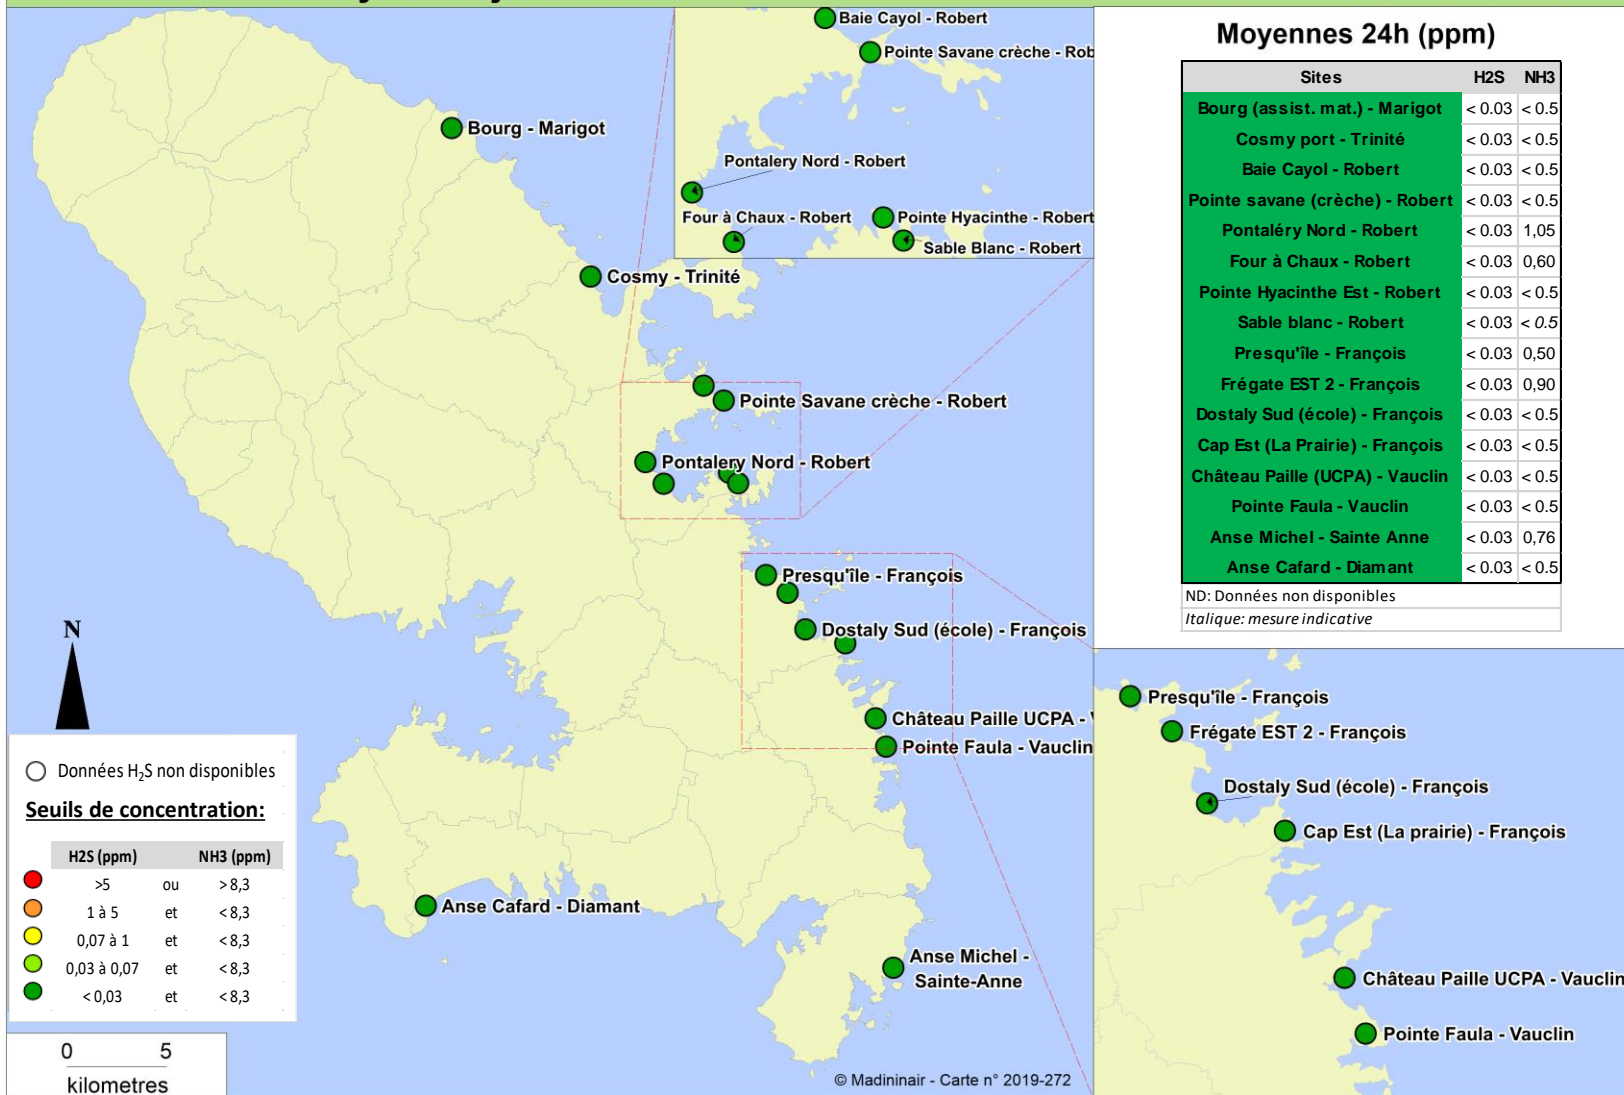 Baie Cayol - Robert
Pointe Savane crèche - Rob
Pontalery Nord - Robert
Four à Chaux - Robert
Pointe Hyacinthe - Robert
Sable Blanc - Robert
Bourg - Marigot
Cosmy - Trinité
Pointe Savane crèche - Robert
Pontalery Nord - Robert
Presqu'île - François
Dostaly Sud (école) - François
Château Paille UCPA -
Pointe Faula - Vauclin
Anse Cafard - Diamant
Anse Michel -
Sainte-Anne
N
Données H2S non disponibles
Seuils de concentration:
H2S (ppm) NH3 (ppm)
>5 ou > 8,3
1 à 5 et < 8,3
0,07 à 1 et < 8,3
0,03 à 0,07 et < 8,3
< 0,03 et < 8,3
0 5
kilometres
© Madininair - Carte n° 2019-272
Moyennes 24h (ppm)
Sites H2S NH3
Bourg (assist. mat.) - Marigot < 0.03 < 0.5
Cosmy port - Trinité < 0.03 < 0.5
Baie Cayol - Robert < 0.03 < 0.5
Pointe savane (crèche) - Robert < 0.03 < 0.5
Pontaléry Nord - Robert < 0.03 1,05
Four à Chaux - Robert < 0.03 0,60
Pointe Hyacinthe Est - Robert < 0.03 < 0.5
Sable blanc - Robert < 0.03 < 0.5
Presqu'île - François < 0.03 0,50
Frégate EST 2 - François < 0.03 0,90
Dostaly Sud (école) - François < 0.03 < 0.5
Cap Est (La Prairie) - François < 0.03 < 0.5
Château Paille (UCPA) - Vauclin < 0.03 < 0.5
Pointe Faula - Vauclin < 0.03 < 0.5
Anse Michel - Sainte Anne < 0.03 0,76
Anse Cafard - Diamant < 0.03 < 0.5
ND: Données non disponibles
Italique: mesure indicative
Presqu'île - François
Frégate EST 2 - François
Dostaly Sud (école) - François
Cap Est (La prairie) - François
Château Paille UCPA - Vauclin
Pointe Faula - Vauclin